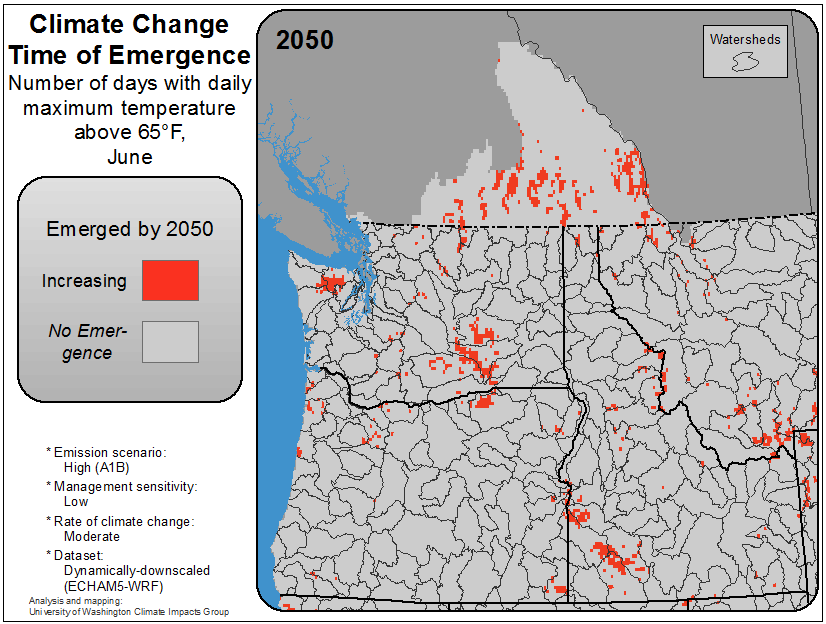 Climate Change
Time of Emergence
Number of days with daily
maximum temperature
above 65°F,
June
2050
Watersheds
Emerged by 2050
Increasing
No Emer-
gence
* Emission scenario:
High (A1B)
* Management sensitivity:
Low
* Rate of climate change:
Moderate
* Dataset:
Dynamically-downscaled
(ECHAM5-WRF)
Analysis and mapping:
University of Washington Climate Impacts Group